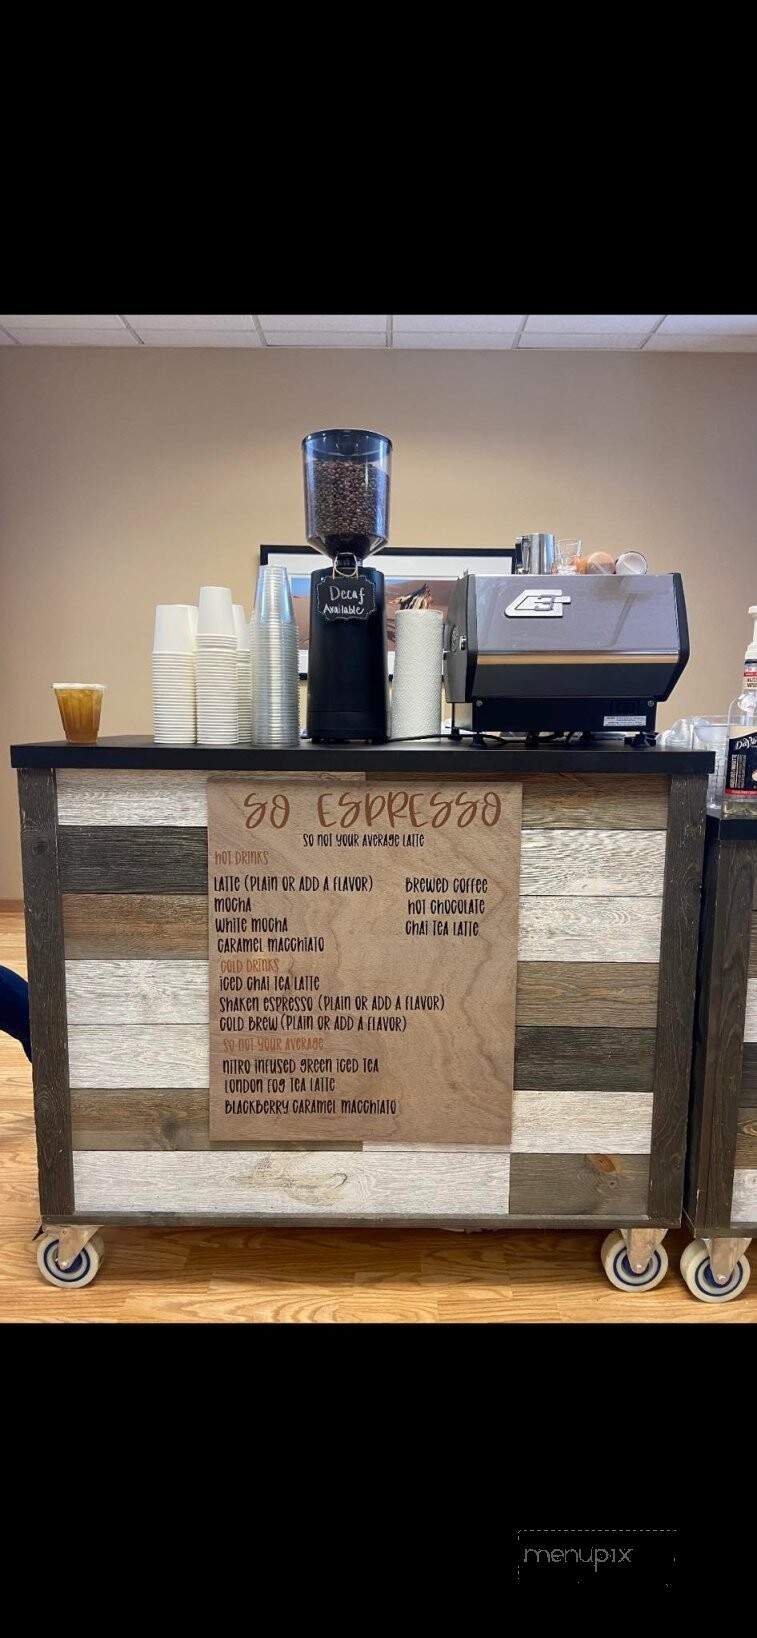 Decaf
Available
SO ESPRESSO
SO NOT YOUR AVERAGE LATTE
HOT DRINKS
LATTE (PLAIN OR ADD A FLAVOR)
MOCHA
WHITE MOCHA
CARAMEL MACCHIATO
BREWED COFFEE
HOT CHOCOLATE
CHAI TEA LATTE
COLD DRINKS
ICED CHAI TEA LATTE
SHAKEN ESPRESSO (PLAIN OR ADD A FLAVOR)
COLD BREW (PLAIN OR ADD A FLAVOR)
SO NOT YOUR AVERAGE
NITRO INFUSED GREEN ICED TEA
LONDON FOG TEA LATTE
BLACKBERRY CARAMEL MACCHIATO
menupix